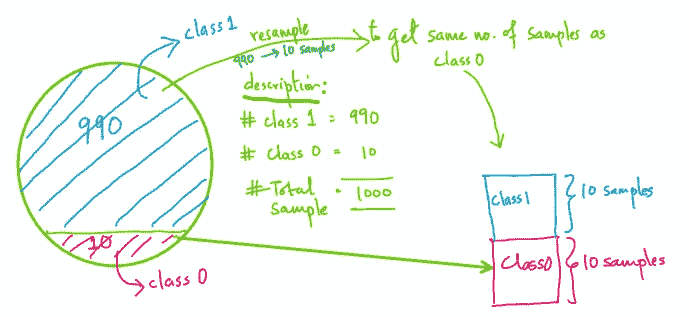 class 1
resample
990 → 10 samples
to get same no. of samples as
class 0
description:
# class 1 = 990
# class 0 = 10
# Total Sample = 1000
990
10
class 0
class 1
10 samples
class 0
10 samples